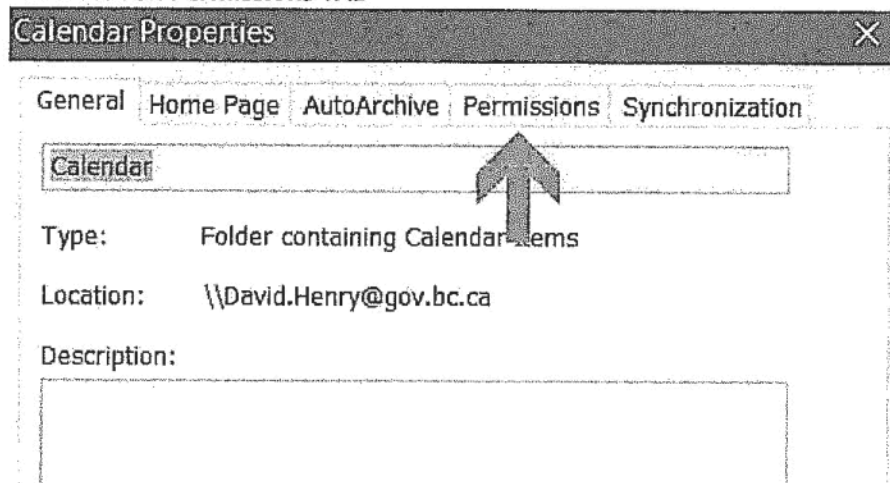 Calendar Properties
General Home Page AutoArchive Permissions Synchronization
Calendar
Type: Folder containing Calendar Items
Location: \\David.Henry@gov.bc.ca
Description: